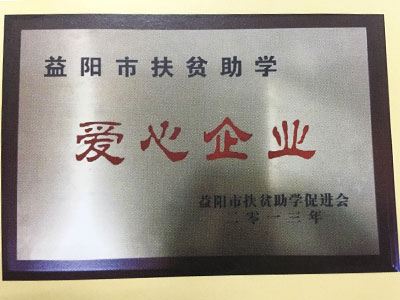 益阳市扶贫助学
爱心企业
益阳市扶贫助学促进会
二零一三年